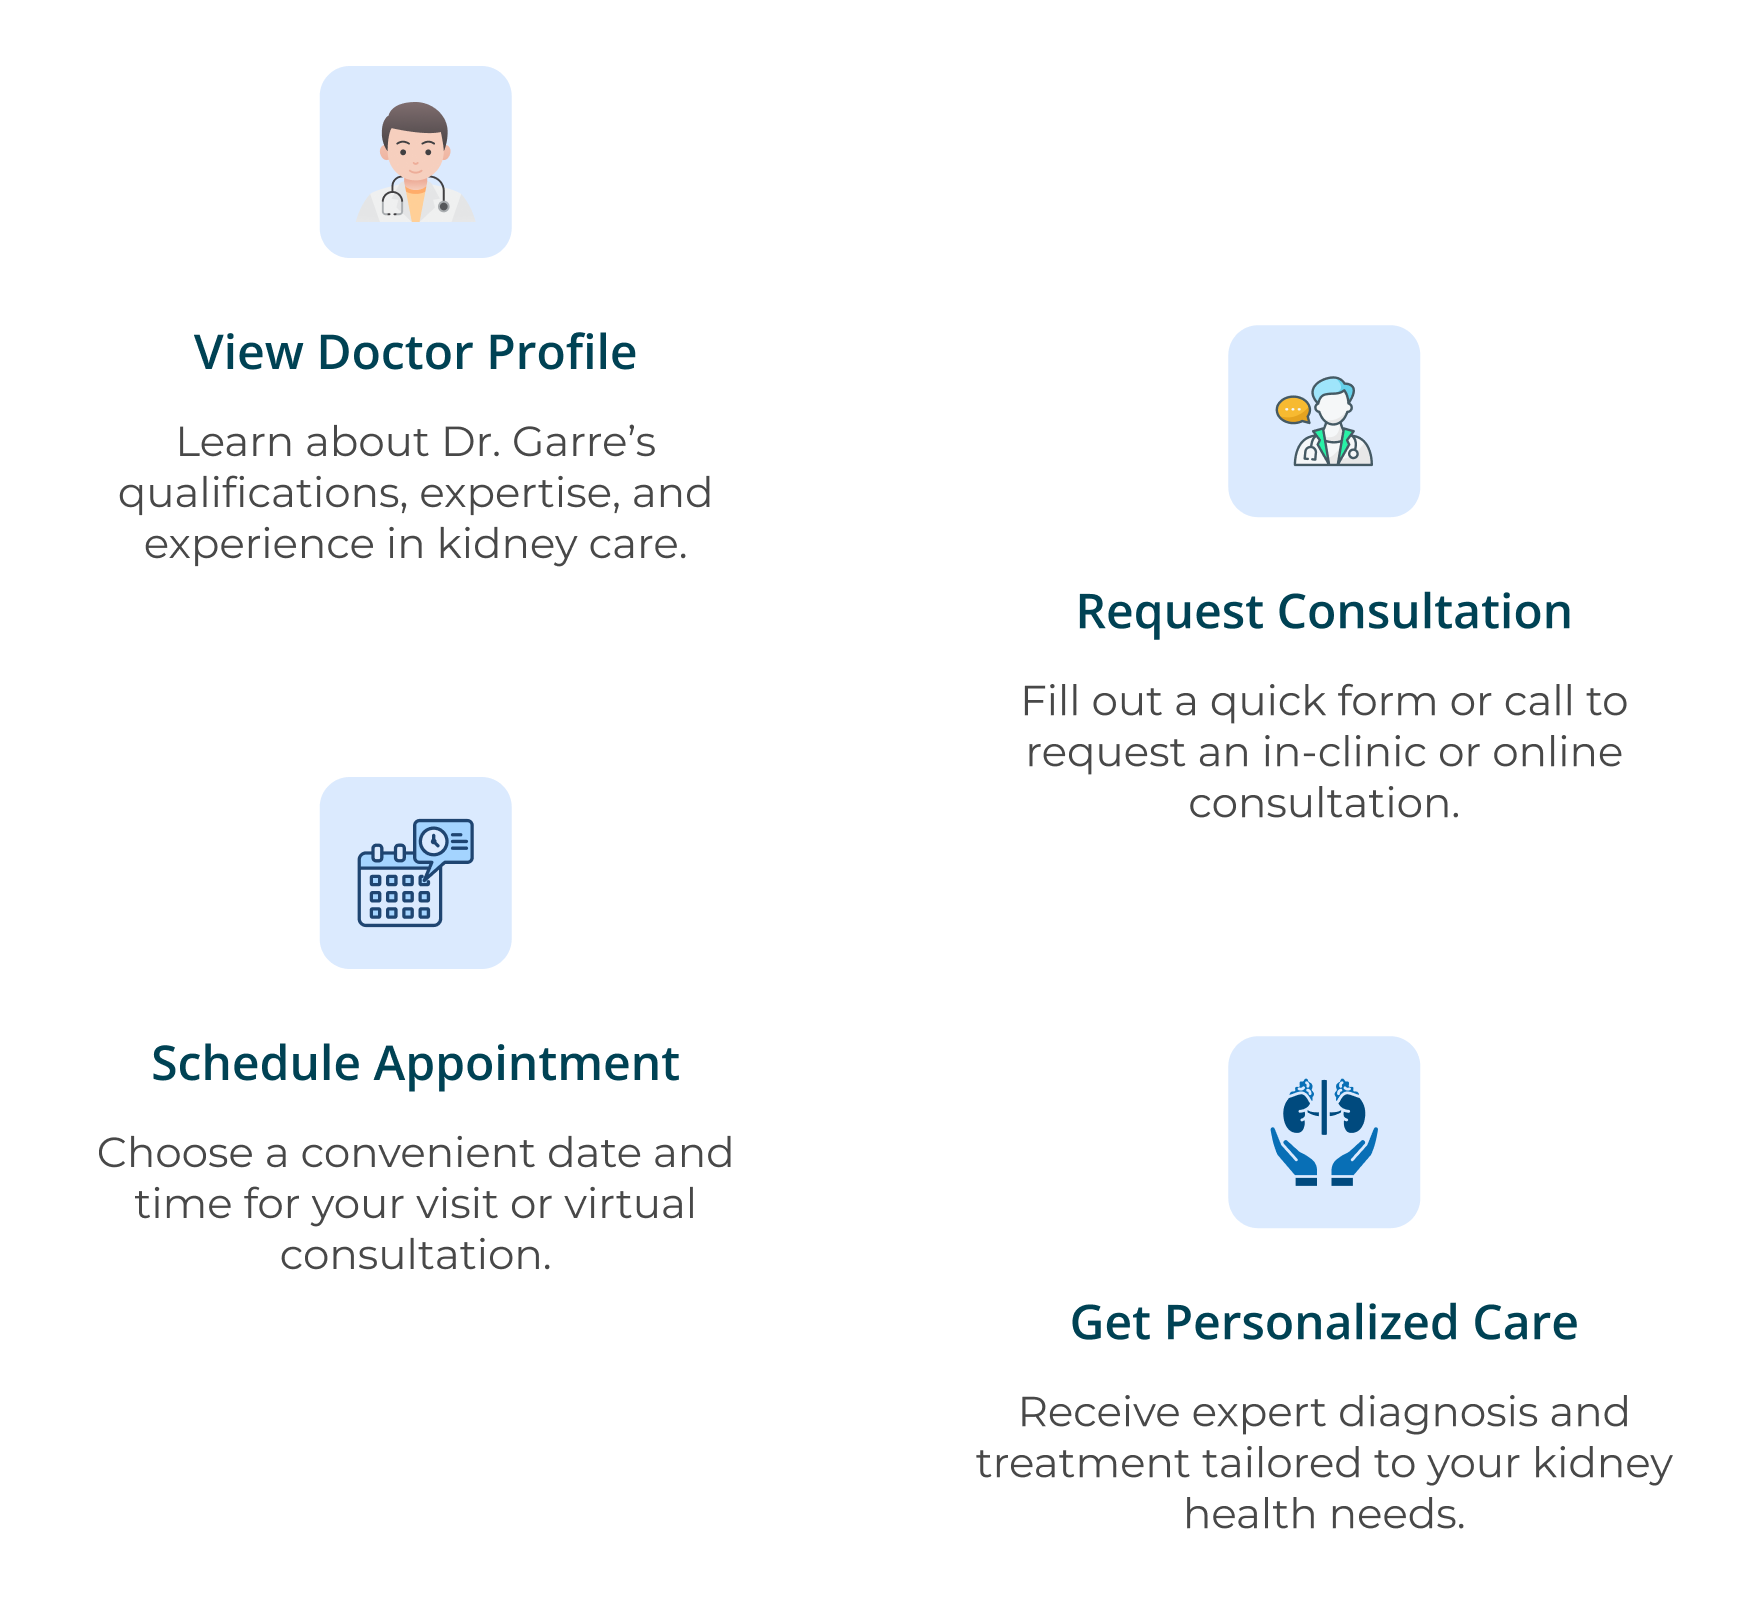 View Doctor Profile
Learn about Dr. Garre’s
qualifications, expertise, and
experience in kidney care.
Request Consultation
Fill out a quick form or call to
request an in-clinic or online
consultation.
Schedule Appointment
Choose a convenient date and
time for your visit or virtual
consultation.
Get Personalized Care
Receive expert diagnosis and
treatment tailored to your kidney
health needs.